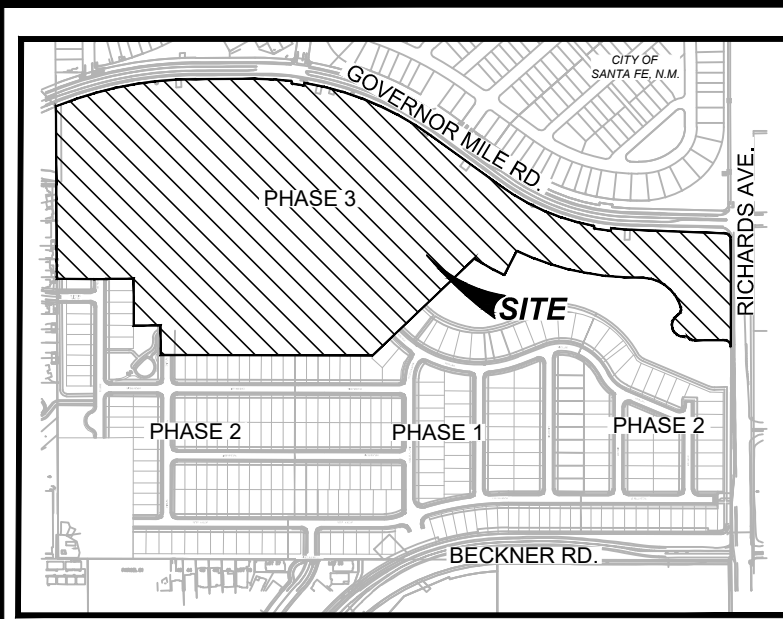 CITY OF
SANTA FE, N.M.
GOVERNOR MILE RD.
RICHARDS AVE.
PHASE 3
SITE
PHASE 2
PHASE 1
PHASE 2
BECKNER RD.